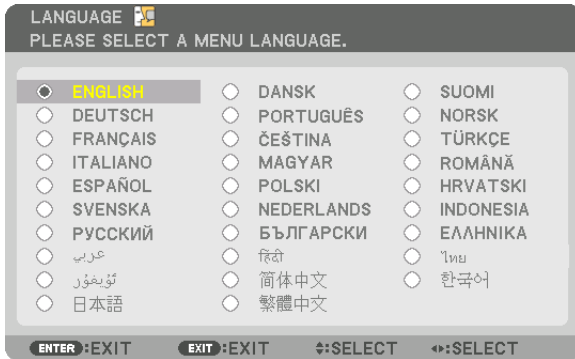 LANGUAGE
PLEASE SELECT A MENU LANGUAGE.
ENGLISH DANSK SUOMI
DEUTSCH PORTUGUÊS NORSK
FRANÇAIS ČEŠTINA TÜRKÇE
ITALIANO MAGYAR ROMÂNĂ
ESPAÑOL POLSKI HRVATSKI
SVENSKA NEDERLANDS INDONESIA
РУССКИЙ БЪЛГАРСКИ ΕΛΛΗΝΙΚΑ
عربي हिंदी ไทย
ئۇيغۇر 简体中文 한국어
日本語 繁體中文
ENTER :EXIT EXIT :EXIT :SELECT :SELECT